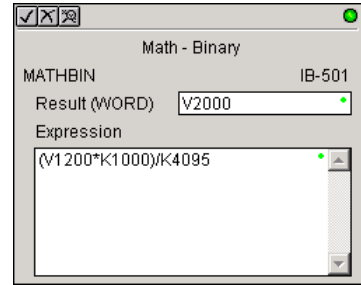 Math - Binary
MATHBIN IB-501
Result (WORD) V2000
Expression
(V1200*K1000)/K4095